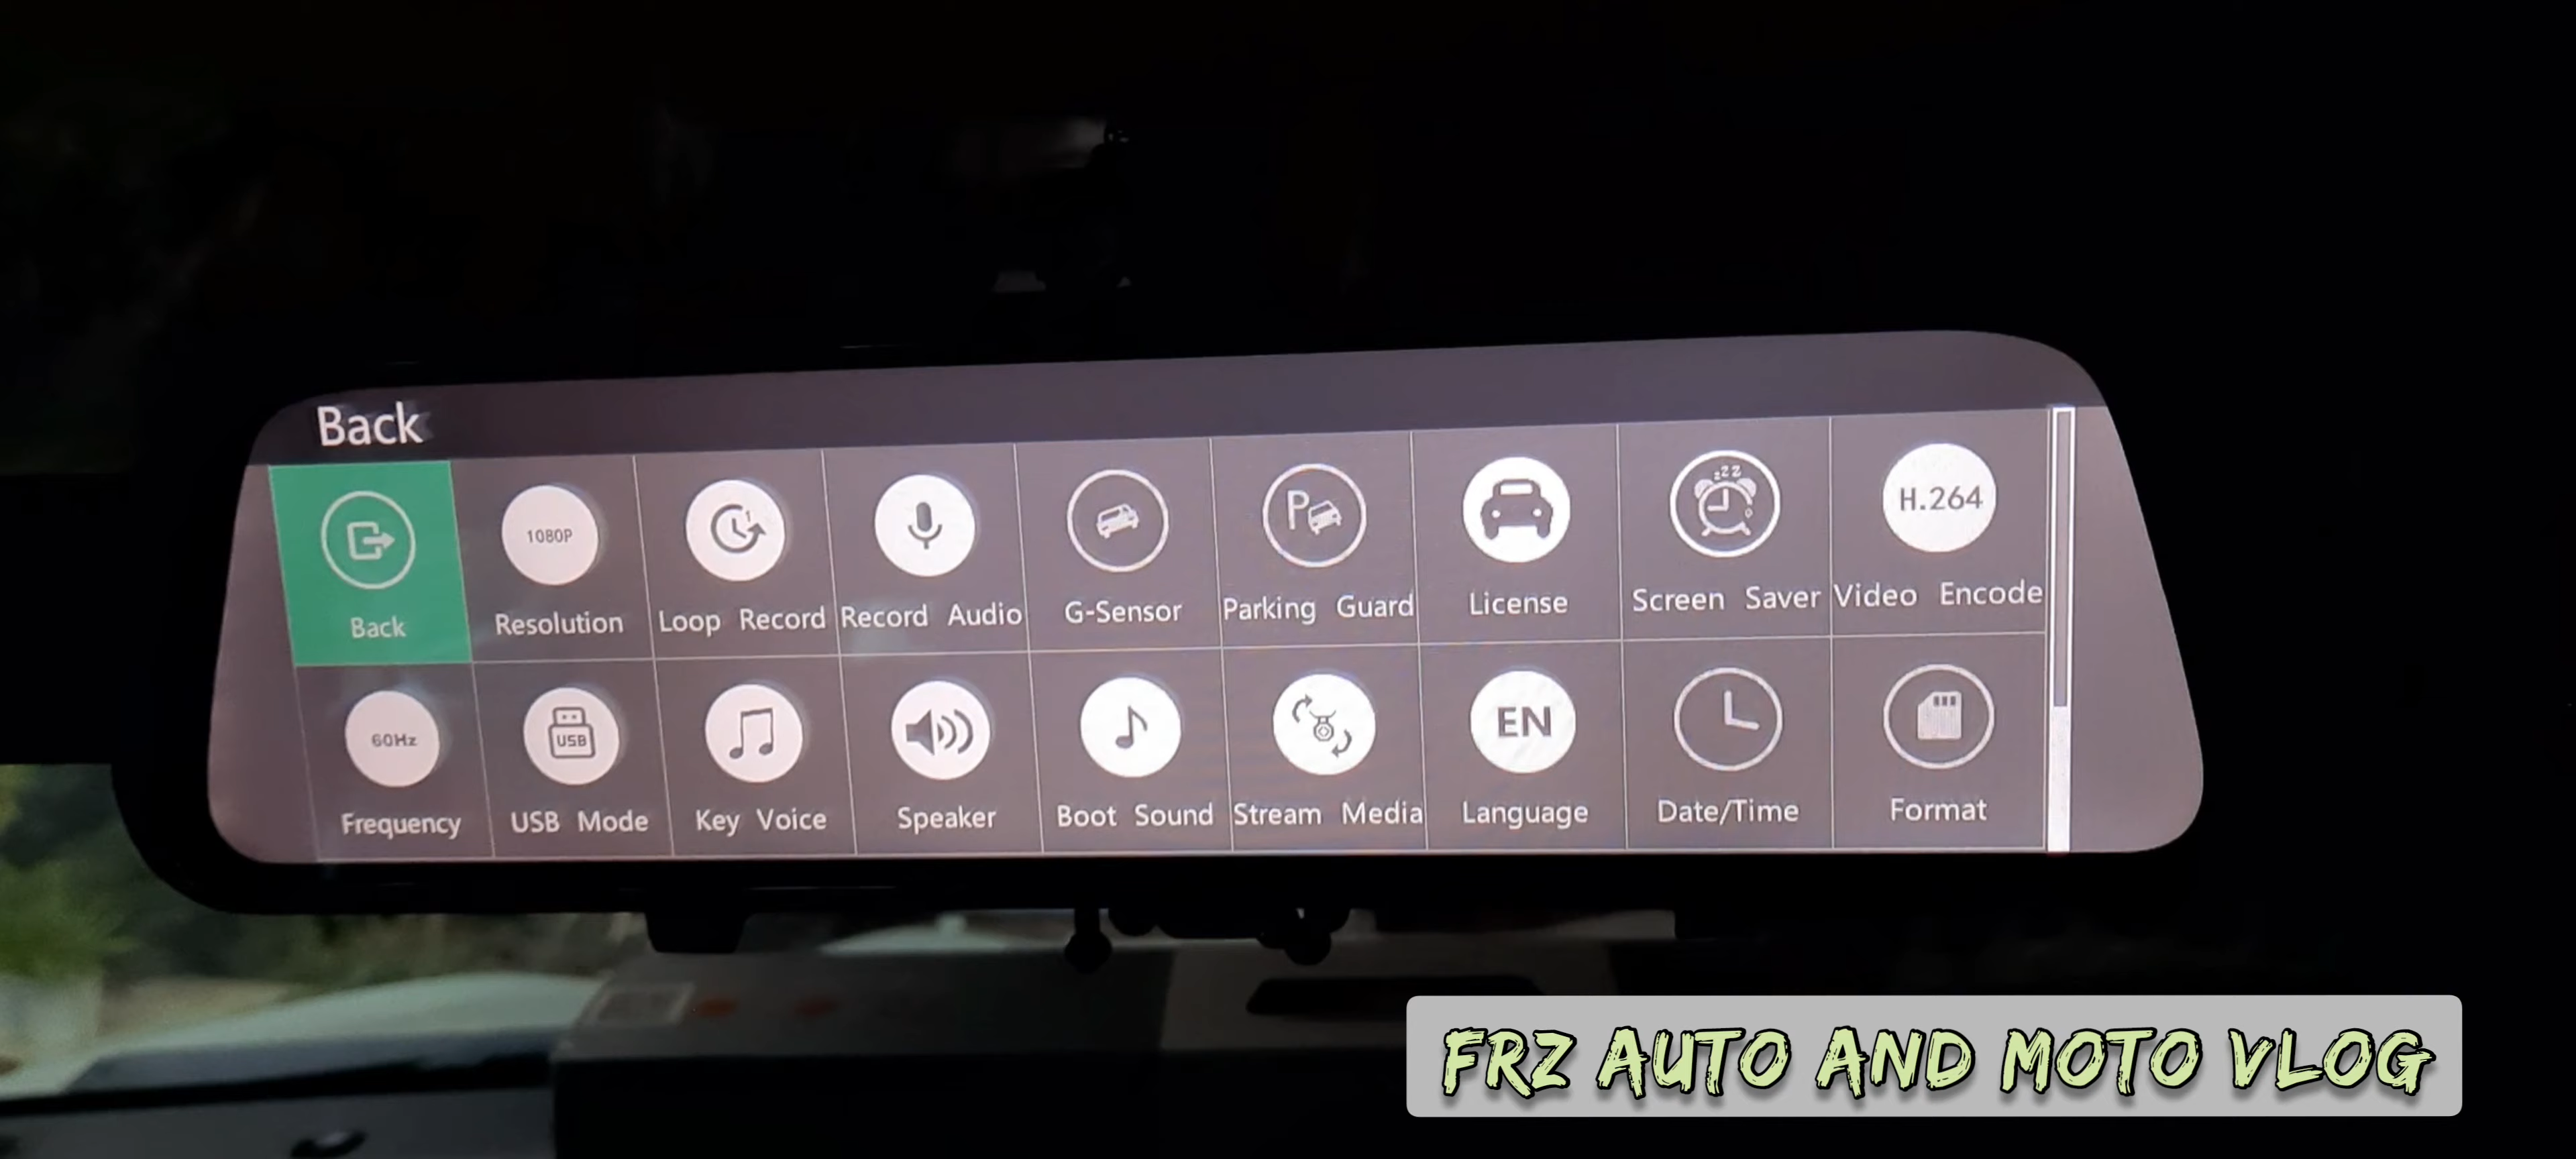 Back
1080P
1
P
zzz
H.264
Back
Resolution
Loop Record
Record Audio
G-Sensor
Parking Guard
License
Screen Saver
Video Encode
60Hz
USB
EN
Frequency
USB Mode
Key Voice
Speaker
Boot Sound
Stream Media
Language
Date/Time
Format
FRZ AUTO AND MOTO VLOG